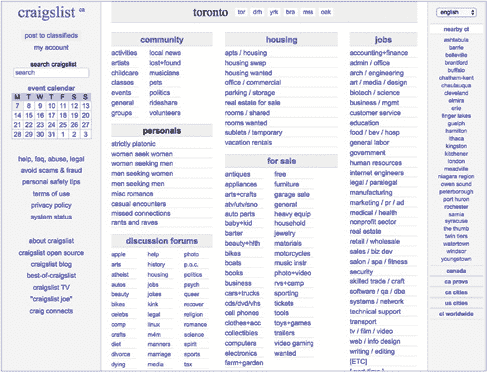 craigslist ca
post to classifieds
my account
search craigslist
search
event calendar
M T W T F S S
7 8 9 10 11 12 13
14 15 16 17 18 19 20
21 22 23 24 25 26 27
28 29 30 31 1 2 3
help, faq, abuse, legal
avoid scams & fraud
personal safety tips
terms of use
privacy policy
system status
about craigslist
craigslist open source
craigslist blog
best-of-craigslist
craigslist TV
"craigslist joe"
craig connects
toronto tor drh yrk bra mss oak
community
activities local news
artists lost+found
childcare musicians
classes pets
events politics
general rideshare
groups volunteers
personals
strictly platonic
women seek women
women seeking men
men seeking women
men seeking men
misc romance
casual encounters
missed connections
rants and raves
discussion forums
apple help photo
arts history p.o.c.
atheist housing politics
autos jobs psych
beauty jokes queer
bikes kink recover
celebs legal religion
comp linux romance
crafts m4m science
diet manners spirit
divorce marriage sports
dying media tax
housing
apts / housing
housing swap
housing wanted
office / commercial
parking / storage
real estate for sale
rooms / shared
rooms wanted
sublets / temporary
vacation rentals
for sale
antiques free
appliances furniture
arts+crafts garage sale
atv/utv/sno general
auto parts heavy equip
baby+kid household
barter jewelry
beauty+hlth materials
bikes motorcycles
boats music instr
books photo+video
business rvs+camp
cars+trucks sporting
cds/dvd/vhs tickets
cell phones tools
clothes+acc toys+games
collectibles trailers
computers video gaming
electronics wanted
farm+garden
jobs
accounting+finance
admin / office
arch / engineering
art / media / design
biotech / science
business / mgmt
customer service
education
food / bev / hosp
general labor
government
human resources
internet engineers
legal / paralegal
manufacturing
marketing / pr / ad
medical / health
nonprofit sector
real estate
retail / wholesale
sales / biz dev
salon / spa / fitness
security
skilled trade / craft
software / qa / dba
systems / network
technical support
transport
tv / film / video
web / info design
writing / editing
[ETC]
[ part time ]
english
nearby cl
ashtabula
barrie
belleville
brantford
buffalo
chatham-kent
chautauqua
cleveland
elmira
erie
finger lakes
guelph
hamilton
ithaca
kingston
kitchener
london
meadville
niagara region
owen sound
peterborough
port huron
rochester
sarnia
syracuse
the thumb
twin tiers
watertown
windsor
youngstown
canada
ca provs
ca cities
us cities
cl worldwide